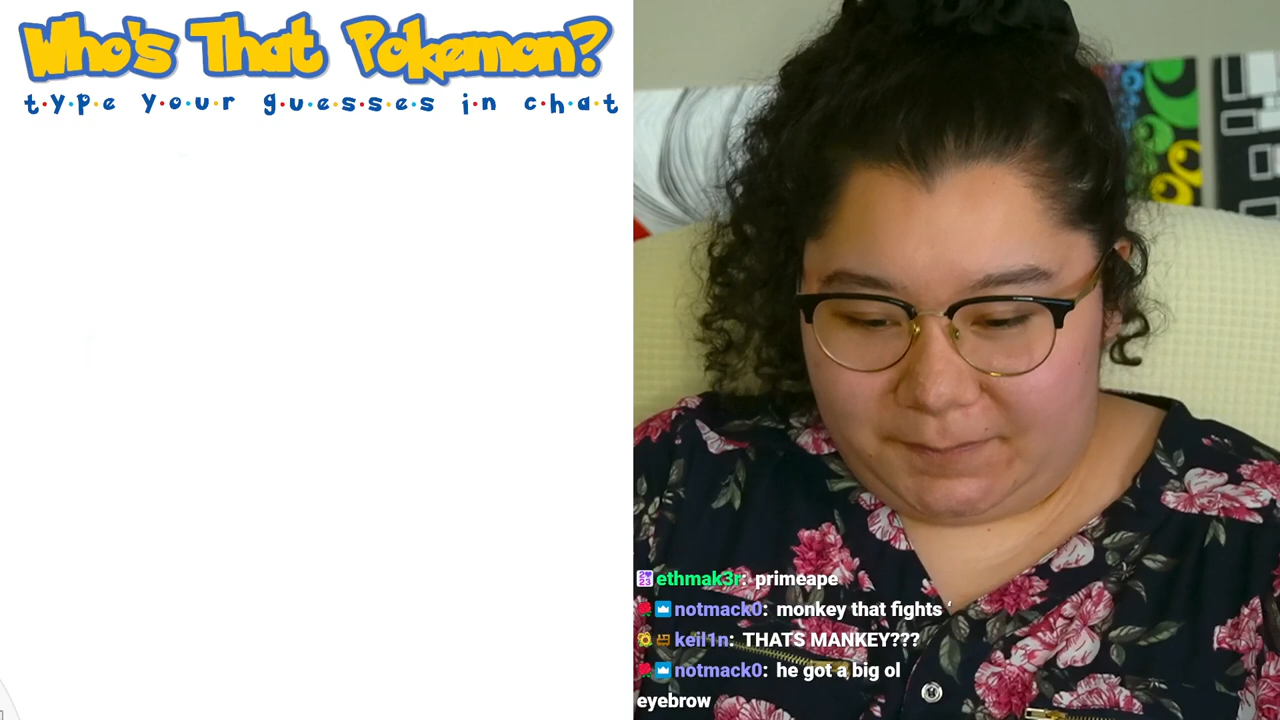 Who's That Pokemon?
type your guesses in chat
ethmak3r: primeape
notmack0: monkey that fights ‘
keil1n: THATS MANKEY???
notmack0: he got a big ol
eyebrow